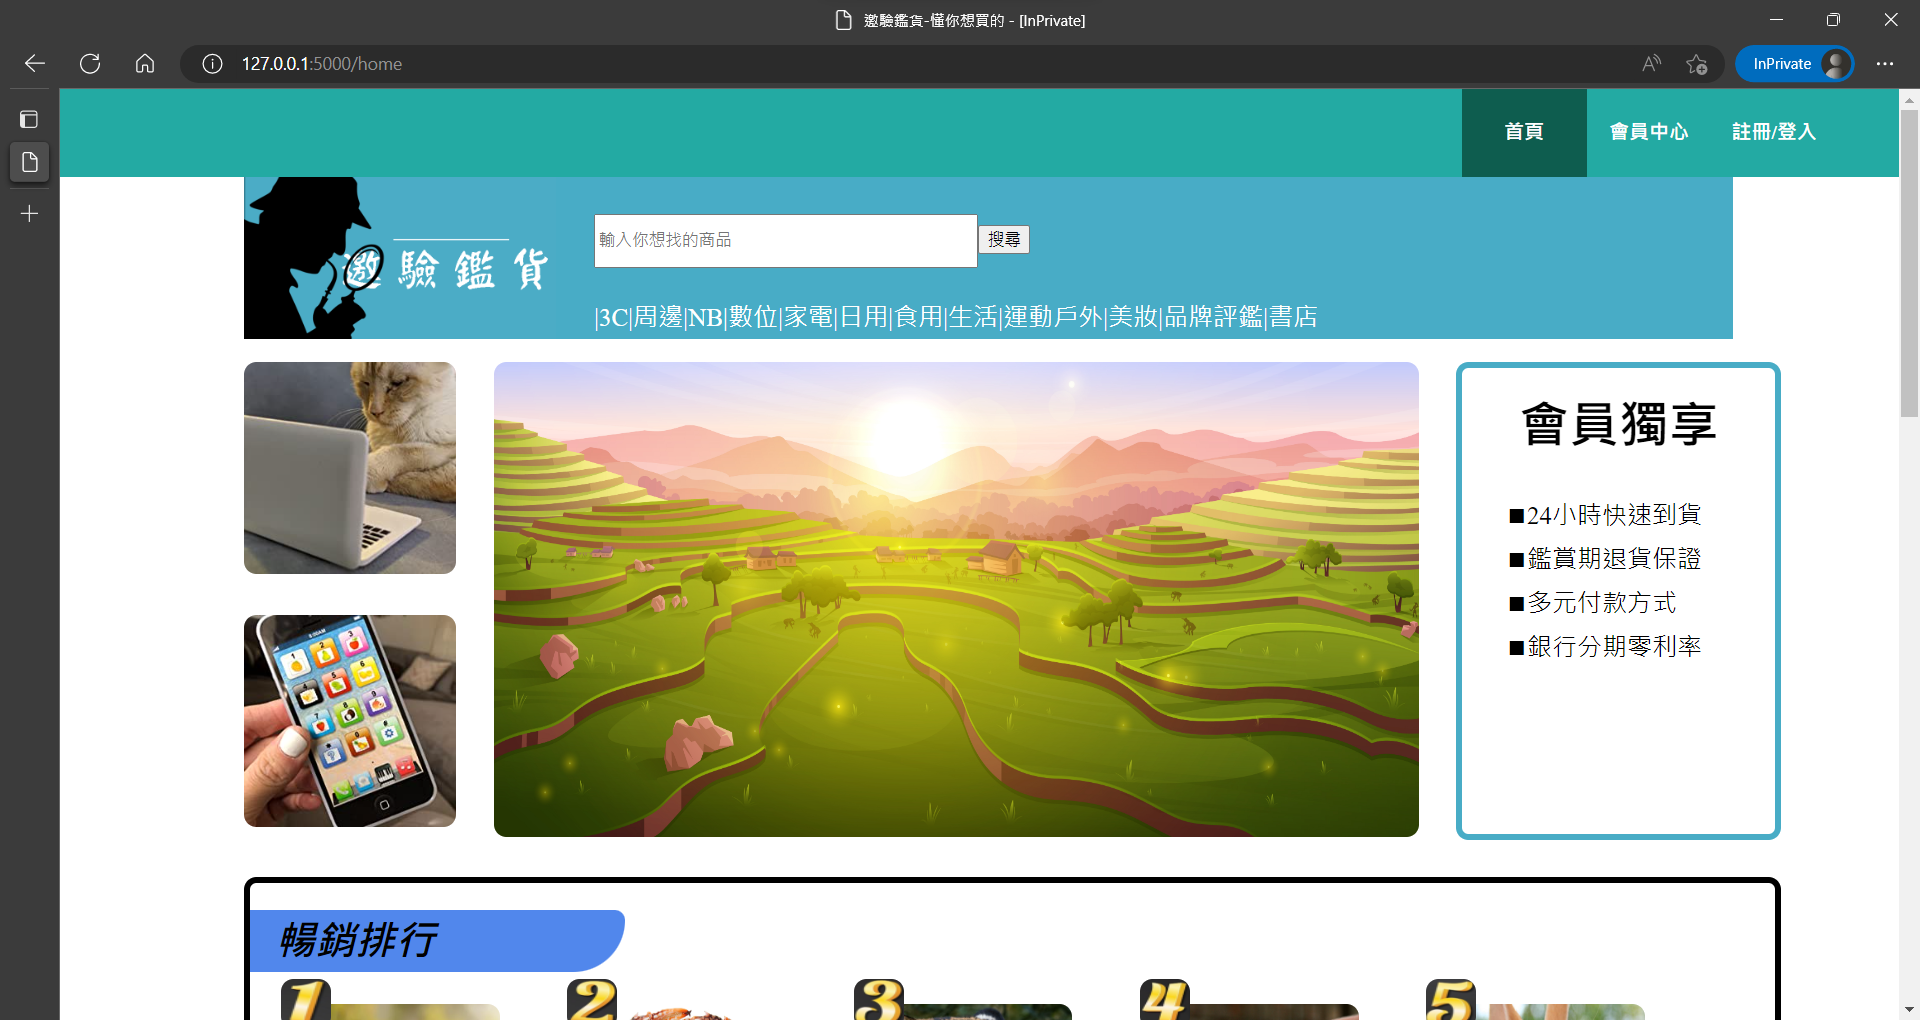 邀驗鑑貨-懂你想買的 - [InPrivate]
127.0.0.1:5000/home
InPrivate
首頁
會員中心
註冊/登入
邀驗鑑貨
輸入你想找的商品
搜尋
|3C|周邊|NB|數位|家電|日用|食用|生活|運動戶外|美妝|品牌評鑑|書店
會員獨享
■24小時快速到貨
■鑑賞期退貨保證
■多元付款方式
■銀行分期零利率
暢銷排行
1 2 3 4 5